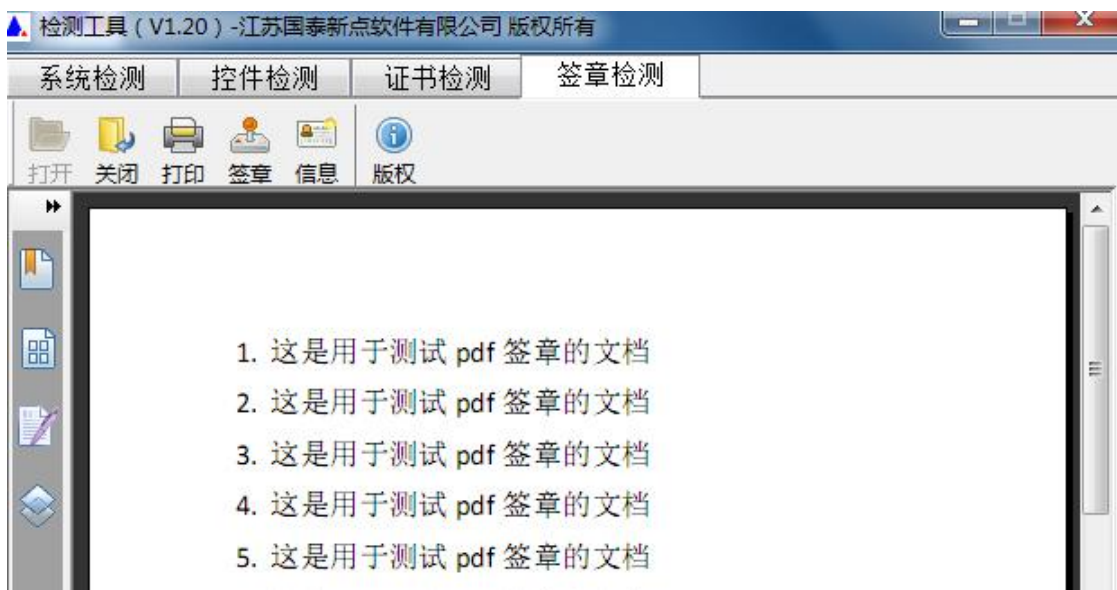 检测工具（V1.20）-江苏国泰新点软件有限公司 版权所有
系统检测 控件检测 证书检测 签章检测
打开 关闭 打印 签章 信息 版权
1. 这是用于测试 pdf 签章的文档
2. 这是用于测试 pdf 签章的文档
3. 这是用于测试 pdf 签章的文档
4. 这是用于测试 pdf 签章的文档
5. 这是用于测试 pdf 签章的文档